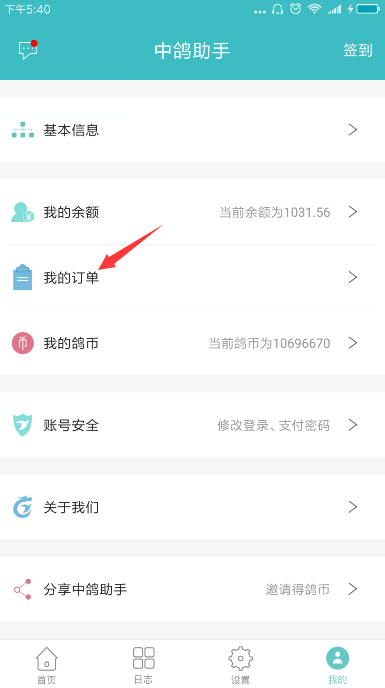 下午5:40
中鸽助手
签到
基本信息
我的余额
当前余额为1031.56
我的订单
我的鸽币
当前鸽币为10696670
账号安全
修改登录、支付密码
关于我们
分享中鸽助手
邀请得鸽币
首页
日志
设置
我的